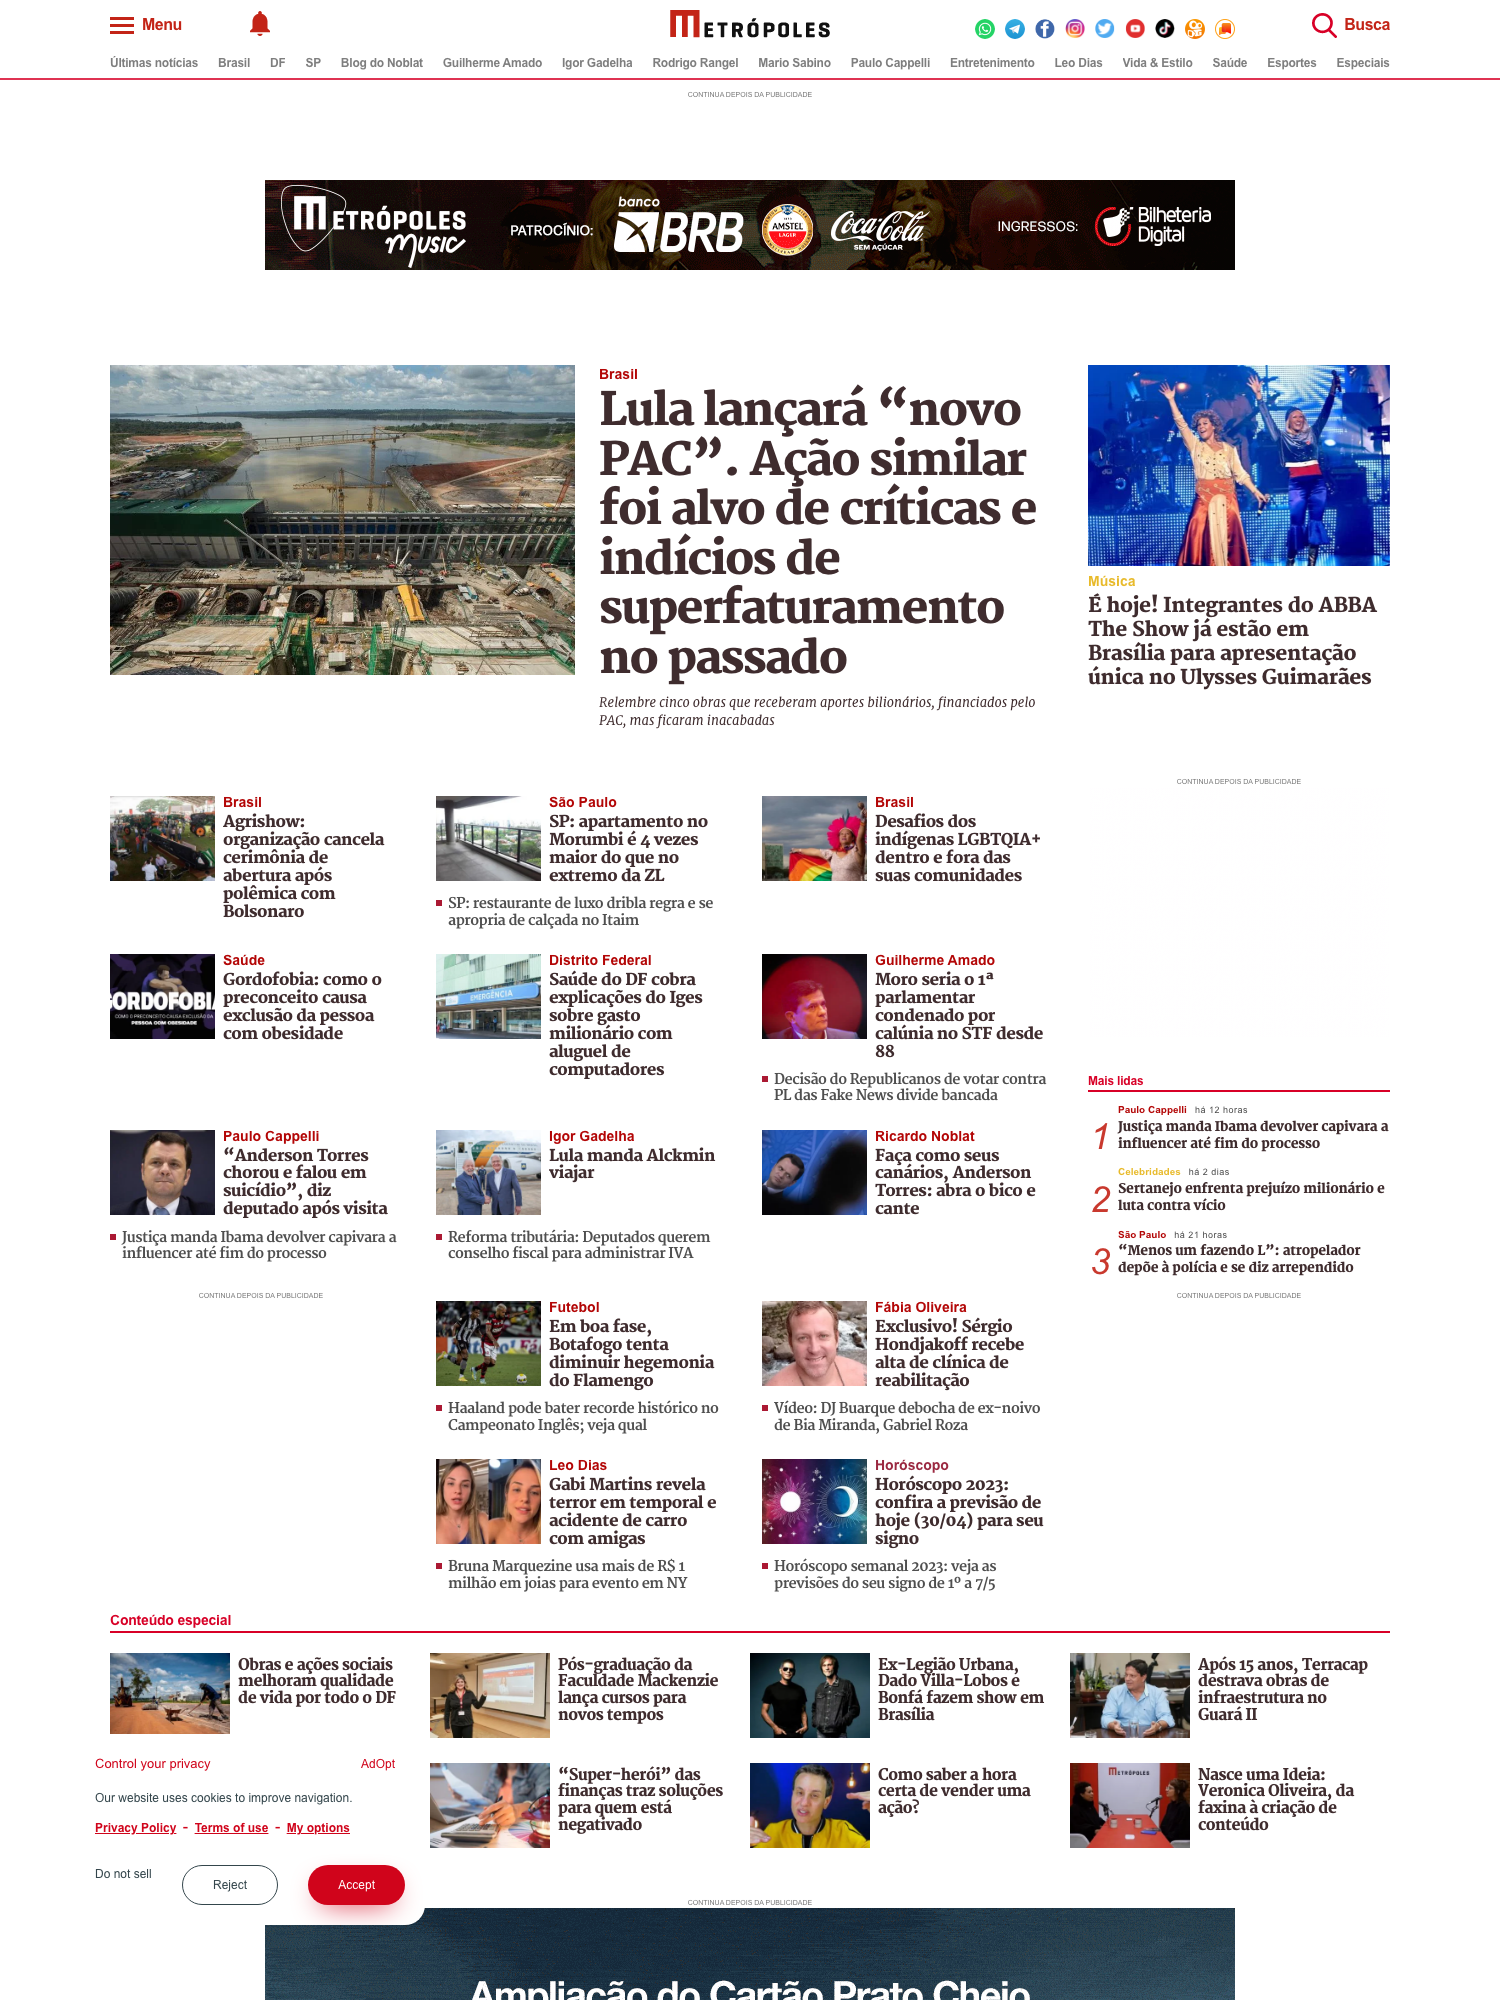 Menu
METRÓPOLES
Busca
Últimas notícias Brasil DF SP Blog do Noblat Guilherme Amado Igor Gadelha Rodrigo Rangel Mario Sabino Paulo Cappelli Entretenimento Leo Dias Vida & Estilo Saúde Esportes Especiais
CONTINUA DEPOIS DA PUBLICIDADE
METRÓPOLES
music
PATROCÍNIO:
banco
BRB
AMSTEL
LAGER
Coca-Cola
SEM AÇÚCAR
INGRESSOS:
Bilheteria
Digital
Brasil
Lula lançará “novo
PAC”. Ação similar
foi alvo de críticas e
indícios de
superfaturamento
no passado
Relembre cinco obras que receberam aportes bilionários, financiados pelo
PAC, mas ficaram inacabadas
Música
É hoje! Integrantes do ABBA
The Show já estão em
Brasília para apresentação
única no Ulysses Guimarães
CONTINUA DEPOIS DA PUBLICIDADE
Brasil
Agrishow:
organização cancela
cerimônia de
abertura após
polêmica com
Bolsonaro
São Paulo
SP: apartamento no
Morumbi é 4 vezes
maior do que no
extremo da ZL
SP: restaurante de luxo dribla regra e se
apropria de calçada no Itaim
Brasil
Desafios dos
indígenas LGBTQIA+
dentro e fora das
suas comunidades
GORDOFOBIA
COMO O PRECONCEITO CAUSA EXCLUSÃO DA
PESSOA COM OBESIDADE
Saúde
Gordofobia: como o
preconceito causa
exclusão da pessoa
com obesidade
EMERGÊNCIA
Distrito Federal
Saúde do DF cobra
explicações do Iges
sobre gasto
milionário com
aluguel de
computadores
Guilherme Amado
Moro seria o 1ª
parlamentar
condenado por
calúnia no STF desde
88
Decisão do Republicanos de votar contra
PL das Fake News divide bancada
Paulo Cappelli
“Anderson Torres
chorou e falou em
suicídio”, diz
deputado após visita
Justiça manda Ibama devolver capivara a
influencer até fim do processo
Igor Gadelha
Lula manda Alckmin
viajar
Reforma tributária: Deputados querem
conselho fiscal para administrar IVA
Ricardo Noblat
Faça como seus
canários, Anderson
Torres: abra o bico e
cante
Mais lidas
Paulo Cappelli há 12 horas
1 Justiça manda Ibama devolver capivara a
influencer até fim do processo
Celebridades há 2 dias
2 Sertanejo enfrenta prejuízo milionário e
luta contra vício
São Paulo há 21 horas
3 “Menos um fazendo L”: atropelador
depõe à polícia e se diz arrependido
CONTINUA DEPOIS DA PUBLICIDADE
CONTINUA DEPOIS DA PUBLICIDADE
Futebol
Em boa fase,
Botafogo tenta
diminuir hegemonia
do Flamengo
Haaland pode bater recorde histórico no
Campeonato Inglês; veja qual
Fábia Oliveira
Exclusivo! Sérgio
Hondjakoff recebe
alta de clínica de
reabilitação
Vídeo: DJ Buarque debocha de ex-noivo
de Bia Miranda, Gabriel Roza
Leo Dias
Gabi Martins revela
terror em temporal e
acidente de carro
com amigas
Bruna Marquezine usa mais de R$ 1
milhão em joias para evento em NY
Horóscopo
Horóscopo 2023:
confira a previsão de
hoje (30/04) para seu
signo
Horóscopo semanal 2023: veja as
previsões do seu signo de 1º a 7/5
Conteúdo especial
Obras e ações sociais
melhoram qualidade
de vida por todo o DF
Pós-graduação da
Faculdade Mackenzie
lança cursos para
novos tempos
Ex-Legião Urbana,
Dado Villa-Lobos e
Bonfá fazem show em
Brasília
Após 15 anos, Terracap
destrava obras de
infraestrutura no
Guará II
“Super-herói” das
finanças traz soluções
para quem está
negativado
Como saber a hora
certa de vender uma
ação?
METRÓPOLES
Nasce uma Ideia:
Veronica Oliveira, da
faxina à criação de
conteúdo
Control your privacy AdOpt
Our website uses cookies to improve navigation.
Privacy Policy - Terms of use - My options
Do not sell Reject Accept
CONTINUA DEPOIS DA PUBLICIDADE
Ampliação do Cartão Prato Cheio